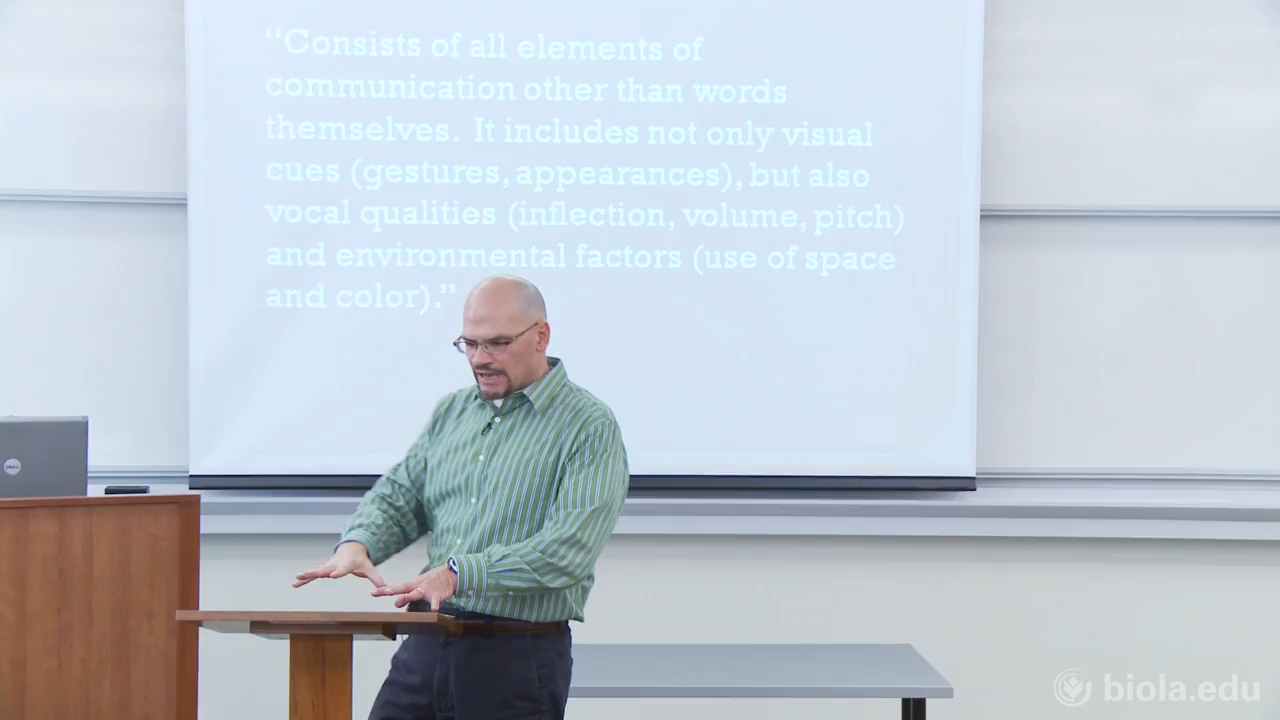 “Consists of all elements of
communication other than words
themselves. It includes not only visual
cues (gestures, appearances), but also
vocal qualities (inflection, volume, pitch)
and environmental factors (use of space
and color).”
DELL
biola.edu